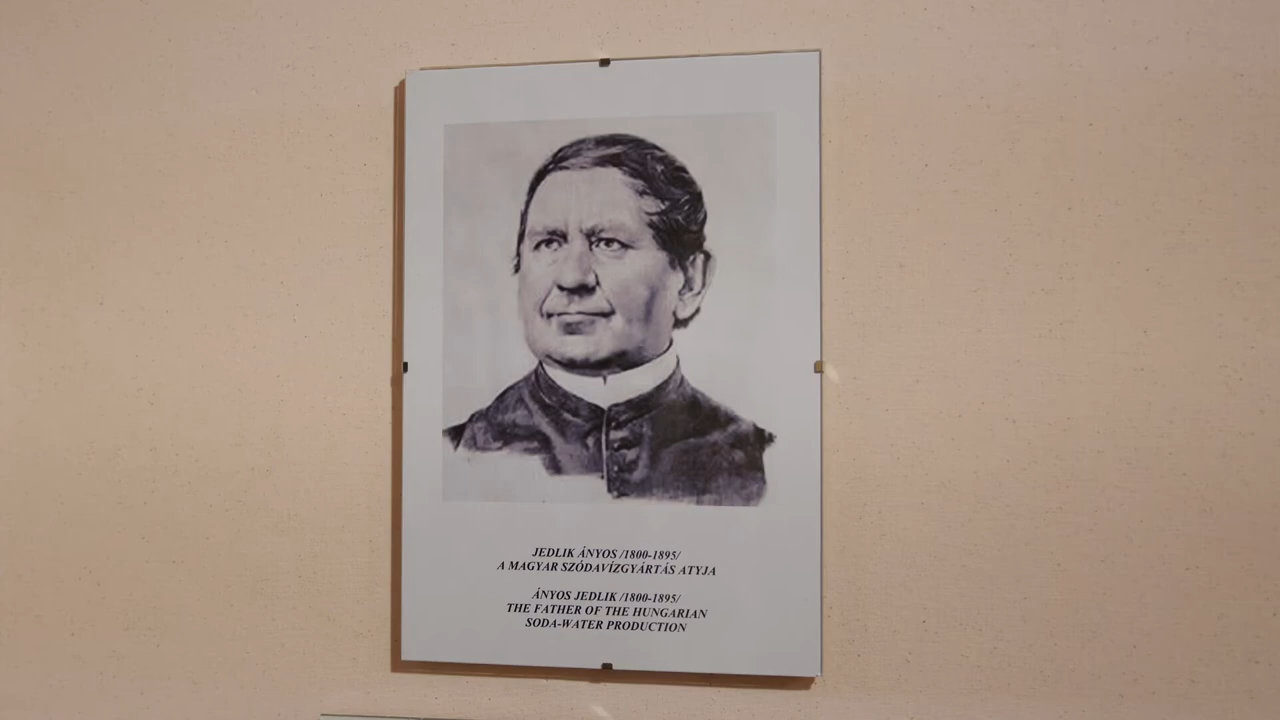 JEDLIK ÁNYOS /1800-1895/
A MAGYAR SZÓDAVÍZGYÁRTÁS ATYJA
ÁNYOS JEDLIK /1800-1895/
THE FATHER OF THE HUNGARIAN
SODA-WATER PRODUCTION